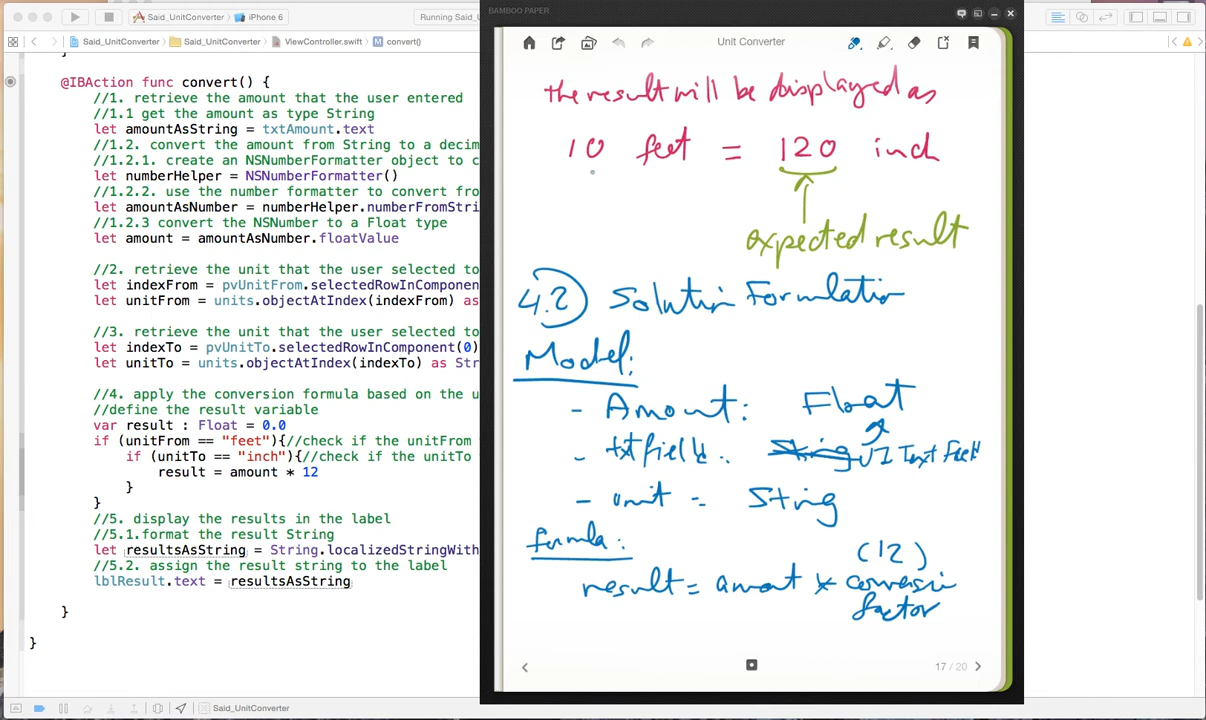 Said_UnitConverter
iPhone 6
Running Said_Uni
BAMBOO PAPER
Said_UnitConverter
Said_UnitConverter
ViewController.swift
convert()
@IBAction func convert() {
//1. retrieve the amount that the user entered
//1.1 get the amount as type String
let amountAsString = txtAmount.text
//1.2. convert the amount from String to a decim
//1.2.1. create an NSNumberFormatter object to c
let numberHelper = NSNumberFormatter()
//1.2.2. use the number formatter to convert from
let amountAsNumber = numberHelper.numberFromStri
//1.2.3 convert the NSNumber to a Float type
let amount = amountAsNumber.floatValue
//2. retrieve the unit that the user selected to
let indexFrom = pvUnitFrom.selectedRowInComponent
let unitFrom = units.objectAtIndex(indexFrom) as
//3. retrieve the unit that the user selected to
let indexTo = pvUnitTo.selectedRowInComponent(0)
let unitTo = units.objectAtIndex(indexTo) as Str
//4. apply the conversion formula based on the u
//define the result variable
var result : Float = 0.0
if (unitFrom == "feet"){//check if the unitFrom
if (unitTo == "inch"){//check if the unitTo
result = amount * 12
}
}
//5. display the results in the label
//5.1.format the result String
let resultsAsString = String.localizedStringWith
//5.2. assign the result string to the label
lblResult.text = resultsAsString
}
}
Said_UnitConverter
Unit Converter
the result will be displayed as
10 feet = 120 inch
expected result
4.2 Solution Formulation
Model:
- Amount: Float
- txtfield: String UI Text Field
- unit = String
formula: (12)
result = amount * conversion
factor
17 / 20